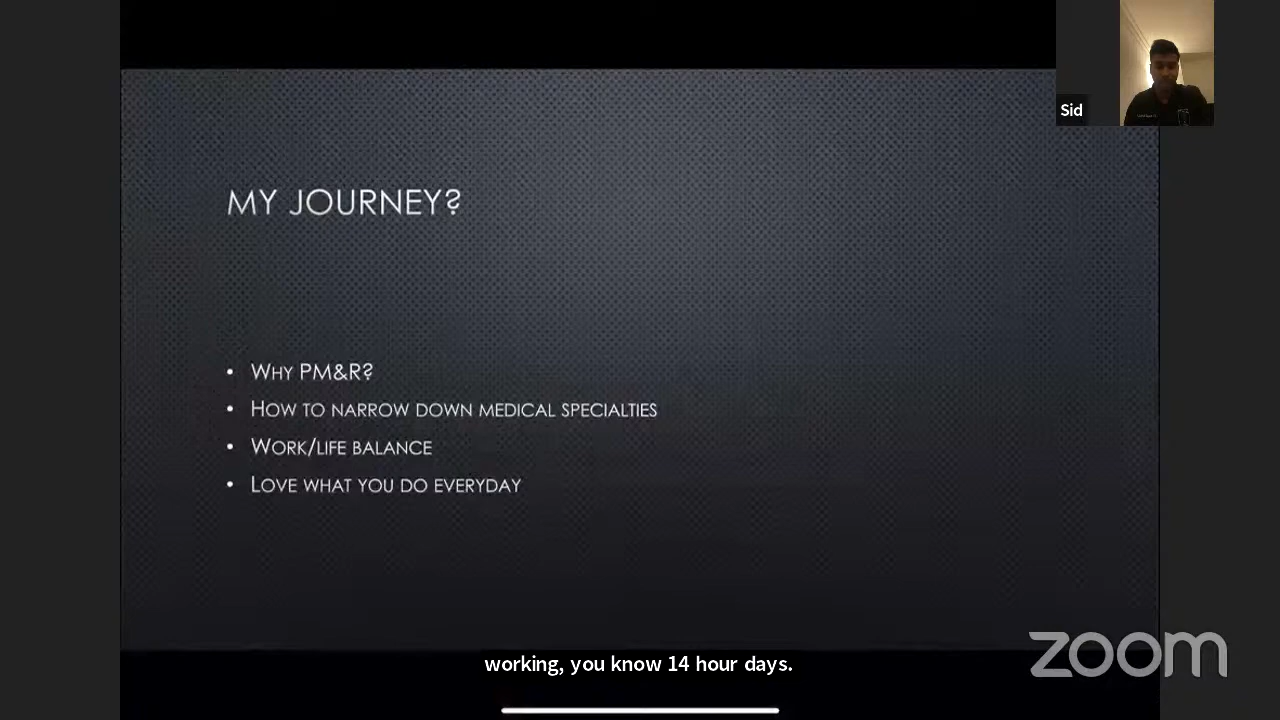 Sid
MY JOURNEY?
• WHY PM&R?
• HOW TO NARROW DOWN MEDICAL SPECIALTIES
• WORK/LIFE BALANCE
• LOVE WHAT YOU DO EVERYDAY
working, you know 14 hour days.
zoom